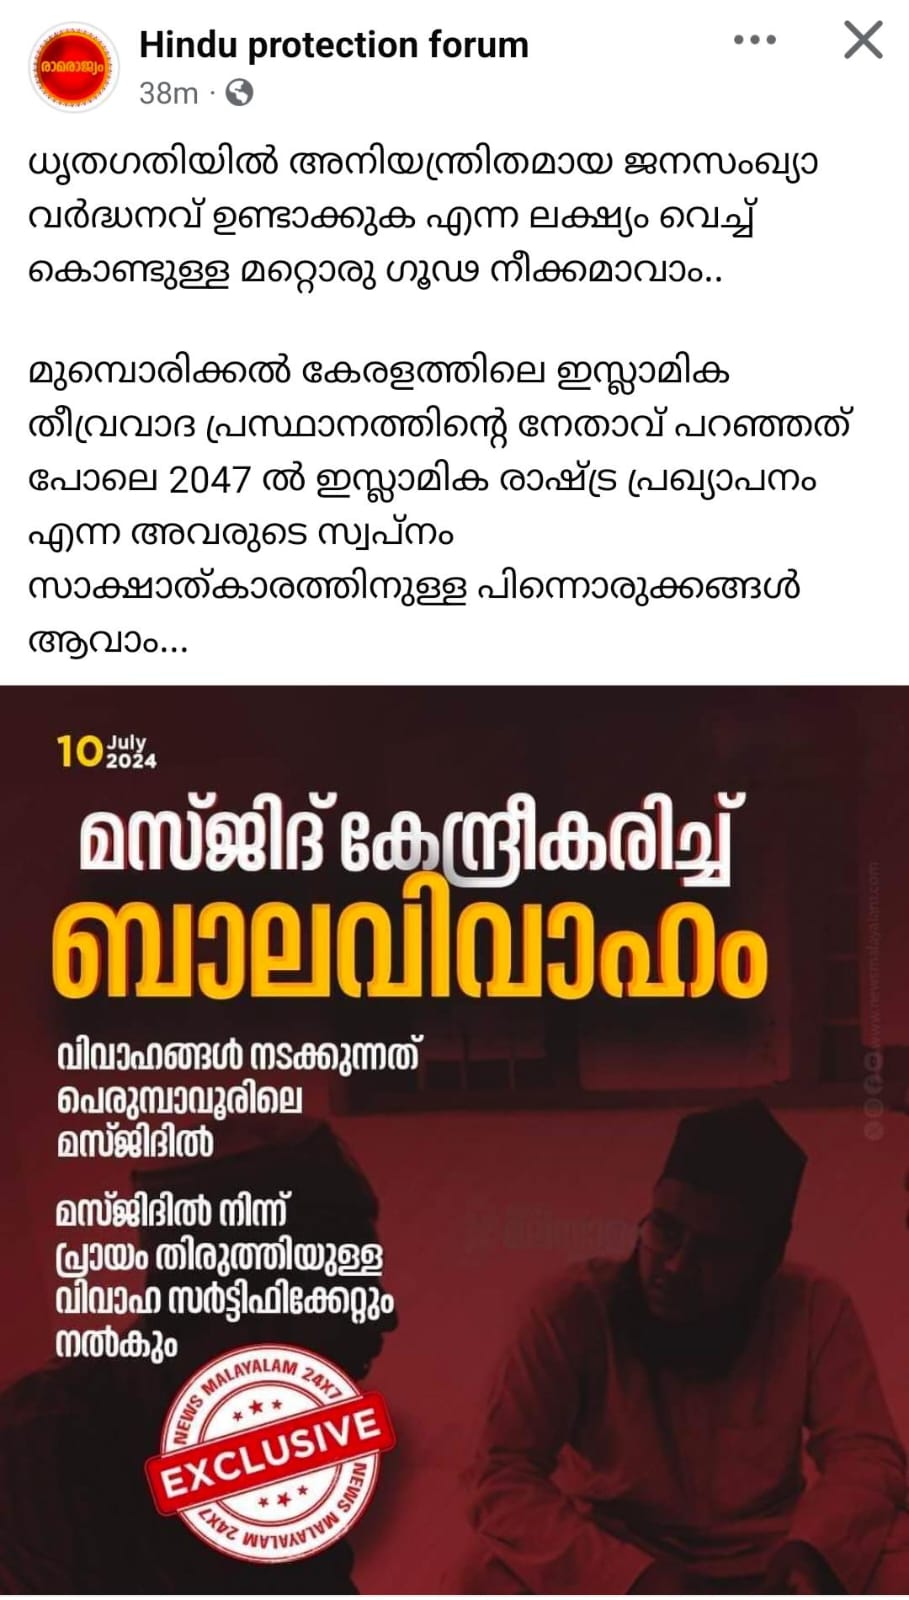 രാമരാജ്യം
Hindu protection forum
38m
ധൃതഗതിയിൽ അനിയന്ത്രിതമായ ജനസംഖ്യാ
വർദ്ധനവ് ഉണ്ടാക്കുക എന്ന ലക്ഷ്യം വെച്ച്
കൊണ്ടുള്ള മറ്റൊരു ഗൂഢ നീക്കമാവാം..
മുമ്പൊരിക്കൽ കേരളത്തിലെ ഇസ്ലാമിക
തീവ്രവാദ പ്രസ്ഥാനത്തിന്റെ നേതാവ് പറഞ്ഞത്
പോലെ 2047 ൽ ഇസ്ലാമിക രാഷ്ട്ര പ്രഖ്യാപനം
എന്ന അവരുടെ സ്വപ്നം
സാക്ഷാത്കാരത്തിനുള്ള പിന്നൊരുക്കങ്ങൾ
ആവാം...
10 July
2024
മസ്ജിദ് കേന്ദ്രീകരിച്ച്
ബാലവിവാഹം
വിവാഹങ്ങൾ നടക്കുന്നത്
പെരുമ്പാവൂരിലെ
മസ്ജിദിൽ
മസ്ജിദിൽ നിന്ന്
പ്രായം തിരുത്തിയുള്ള
വിവാഹ സർട്ടിഫിക്കേറ്റും
നൽകും
NEWS MALAYALAM 24X7
EXCLUSIVE
NEWS MALAYALAM 24X7
www.newsmalayalam.com